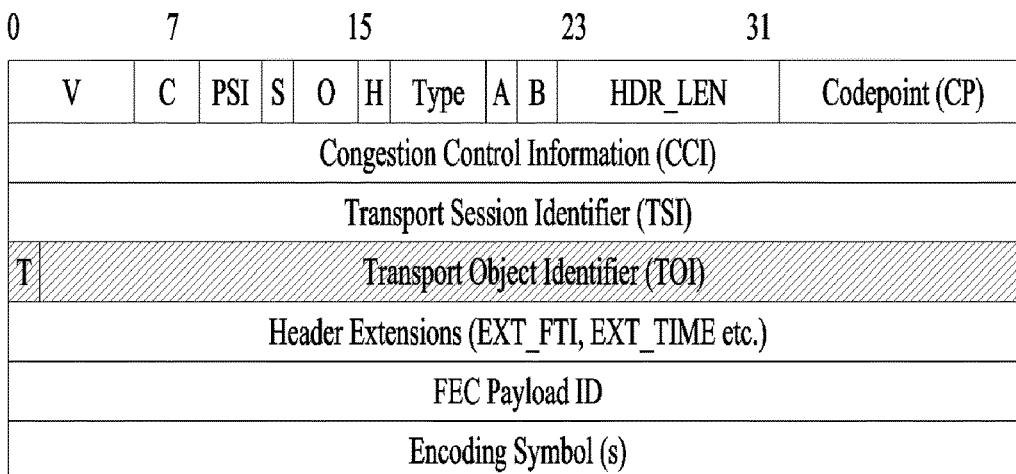 0 7 15 23 31
V C PSI S O H Type A B HDR_LEN Codepoint (CP)
Congestion Control Information (CCI)
Transport Session Identifier (TSI)
T Transport Object Identifier (TOI)
Header Extensions (EXT_FTI, EXT_TIME etc.)
FEC Payload ID
Encoding Symbol (s)